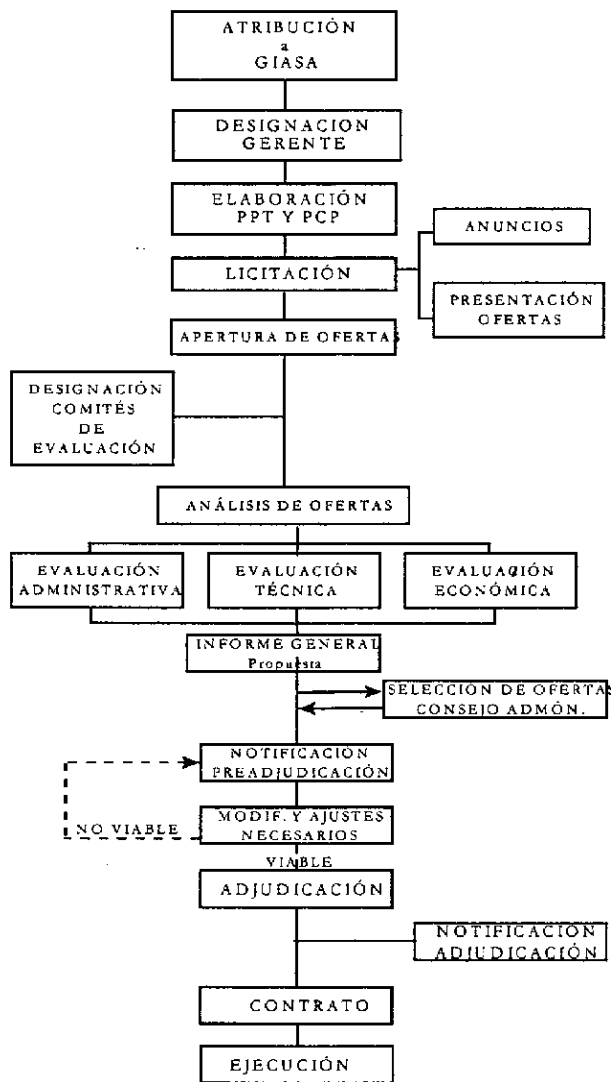 ATRIBUCIÓN
a
GIASA
DESIGNACION
GERENTE
ELABORACIÓN
PPT Y PCP
ANUNCIOS
LICITACIÓN
PRESENTACIÓN
OFERTAS
APERTURA DE OFERTAS
DESIGNACIÓN
COMITÉS
DE
EVALUACIÓN
ANÁLISIS DE OFERTAS
EVALUACIÓN
ADMINISTRATIVA
EVALUACIÓN
TÉCNICA
EVALUACIÓN
ECONÓMICA
INFORME GENERAL
Propuesta
SELECCION DE OFERTAS
CONSEJO ADMÓN.
NOTIFICACIÓN
PREADJUDICACIÓN
NO VIABLE
MODIF. Y AJUSTES
NECESARIOS
VIABLE
ADJUDICACIÓN
NOTIFICACION
ADJUDICACIÓN
CONTRATO
EJECUCIÓN